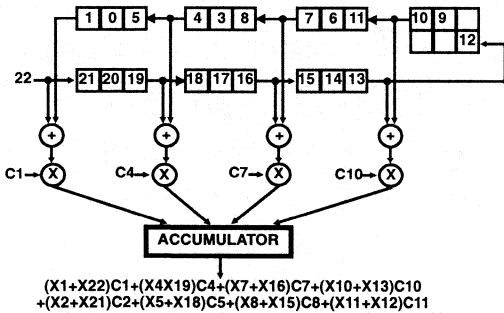 1 0 5 4 3 8 7 6 11 10 9
12
22 21 20 19 18 17 16 15 14 13
+ + + +
C1 X C4 X C7 X C10 X
ACCUMULATOR
(X1+X22)C1+(X4X19)C4+(X7+X16)C7+(X10+X13)C10
+(X2+X21)C2+(X5+X18)C5+(X8+X15)C8+(X11+X12)C11